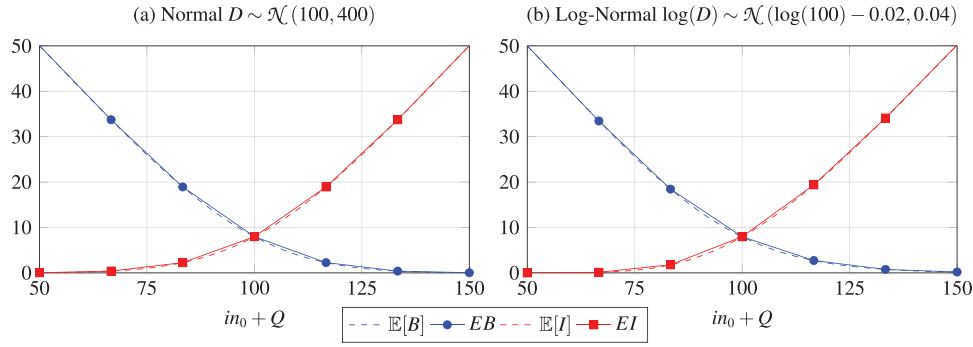 (a) Normal D ∼ 𝒩(100,400)
50
40
30
20
10
0
50 75 100 125 150
in₀ + Q
(b) Log-Normal log(D) ∼ 𝒩(log(100) − 0.02, 0.04)
50
40
30
20
10
0
50 75 100 125 150
in₀ + Q
𝔼[B] EB 𝔼[I] EI